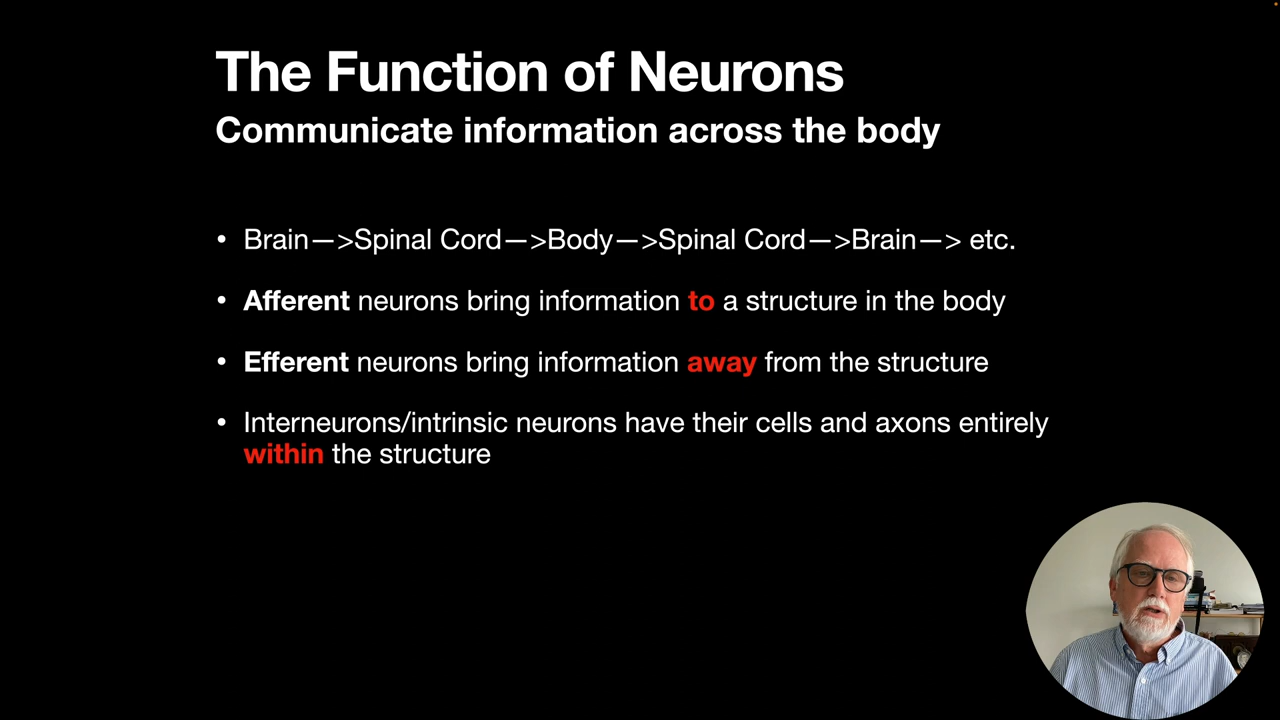 The Function of Neurons
Communicate information across the body
• Brain—>Spinal Cord—>Body—>Spinal Cord—>Brain—> etc.
• Afferent neurons bring information to a structure in the body
• Efferent neurons bring information away from the structure
• Interneurons/intrinsic neurons have their cells and axons entirely
within the structure